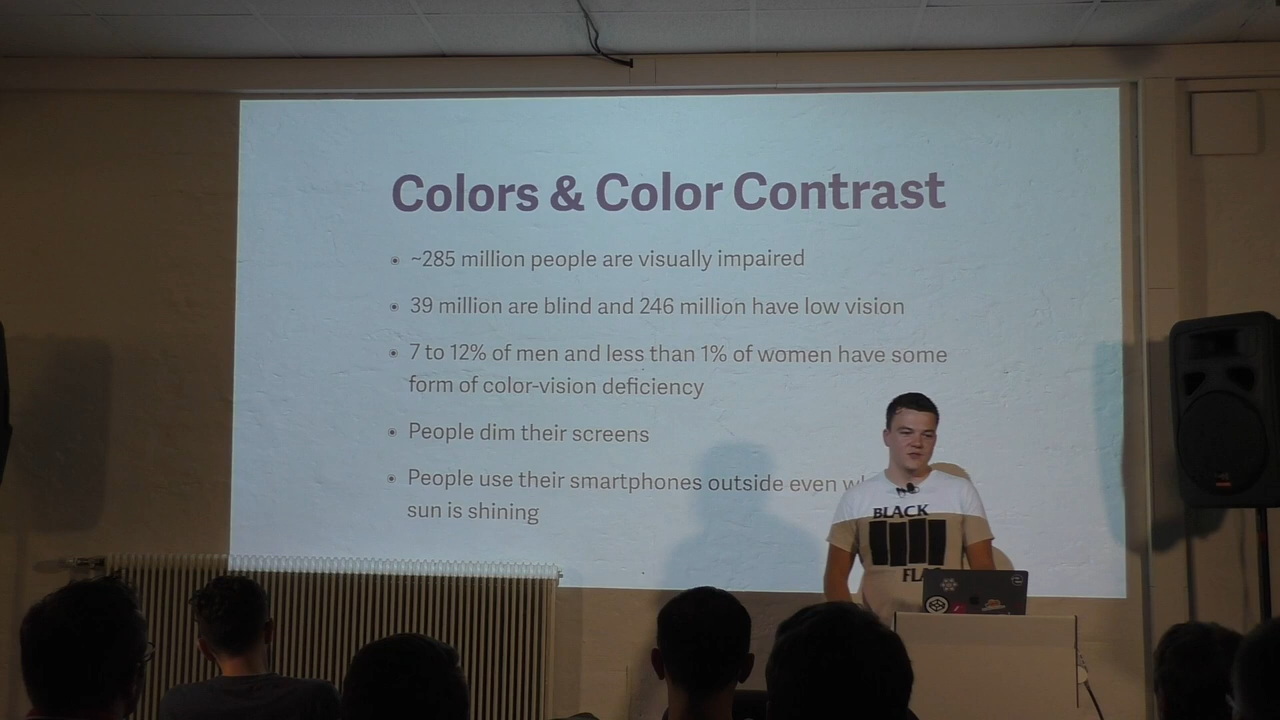 Colors & Color Contrast
~285 million people are visually impaired
39 million are blind and 246 million have low vision
7 to 12% of men and less than 1% of women have some
form of color-vision deficiency
People dim their screens
People use their smartphones outside even
sun is shining
BLACK